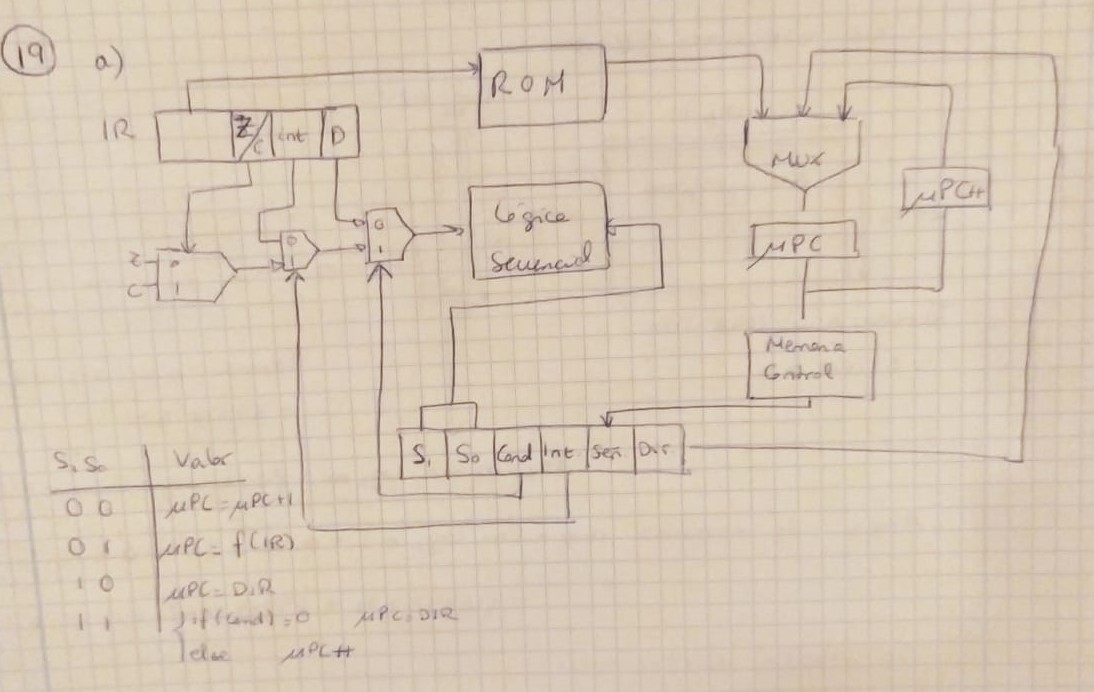 19 a)
ROM
IR Z/C Int D
MUX
μPC++
0
1
0
1
Z 0
C 1
Lógica
Secuencial
μPC
Memoria
Control
S1 S0 Cond Int Sen Dir
S1 S0 Valor
0 0 μPC=μPC+1
0 1 μPC=f(IR)
1 0 μPC=DIR
1 1 } if(cond)=0 μPC=DIR
else μPC++